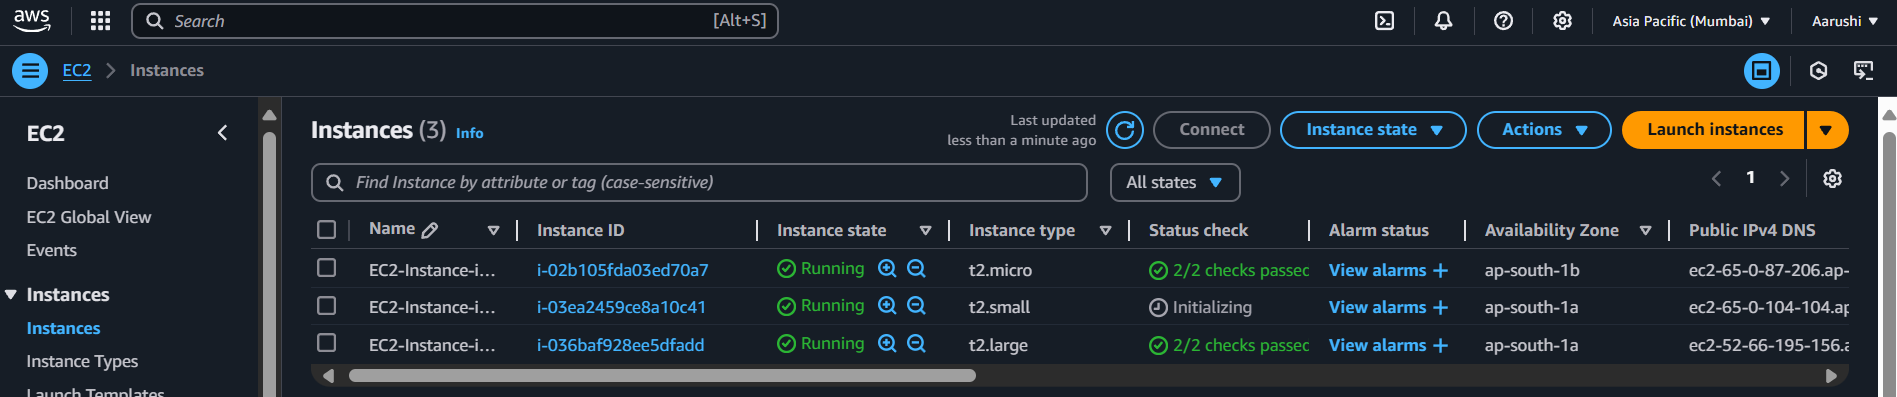 aws Search [Alt+S] Asia Pacific (Mumbai) Aarushi
EC2 Instances
EC2
Dashboard
EC2 Global View
Events
Instances
Instances
Instance Types
Launch Templates
Instances (3) Info
Last updated
less than a minute ago
Connect Instance state Actions Launch instances
Find Instance by attribute or tag (case-sensitive) All states 1
Name Instance ID Instance state Instance type Status check Alarm status Availability Zone Public IPv4 DNS
EC2-Instance-i... i-02b105fda03ed70a7 Running t2.micro 2/2 checks passed View alarms + ap-south-1b ec2-65-0-87-206.ap-
EC2-Instance-i... i-03ea2459ce8a10c41 Running t2.small Initializing View alarms + ap-south-1a ec2-65-0-104-104.ap
EC2-Instance-i... i-036baf928ee5dfadd Running t2.large 2/2 checks passed View alarms + ap-south-1a ec2-52-66-195-156.a